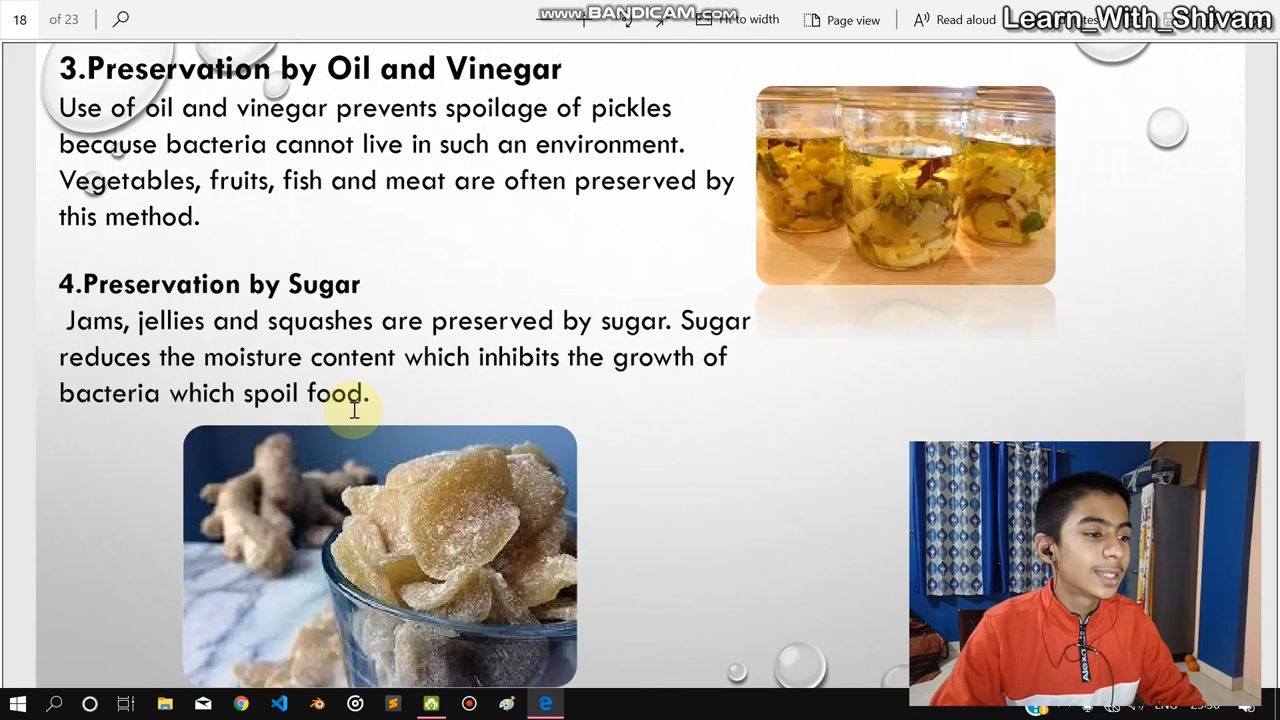 18 of 23
www.BANDICAM.com
Fit to width
Page view
Read aloud
Learn_With_Shivam
3.Preservation by Oil and Vinegar
Use of oil and vinegar prevents spoilage of pickles
because bacteria cannot live in such an environment.
Vegetables, fruits, fish and meat are often preserved by
this method.
4.Preservation by Sugar
Jams, jellies and squashes are preserved by sugar. Sugar
reduces the moisture content which inhibits the growth of
bacteria which spoil food.